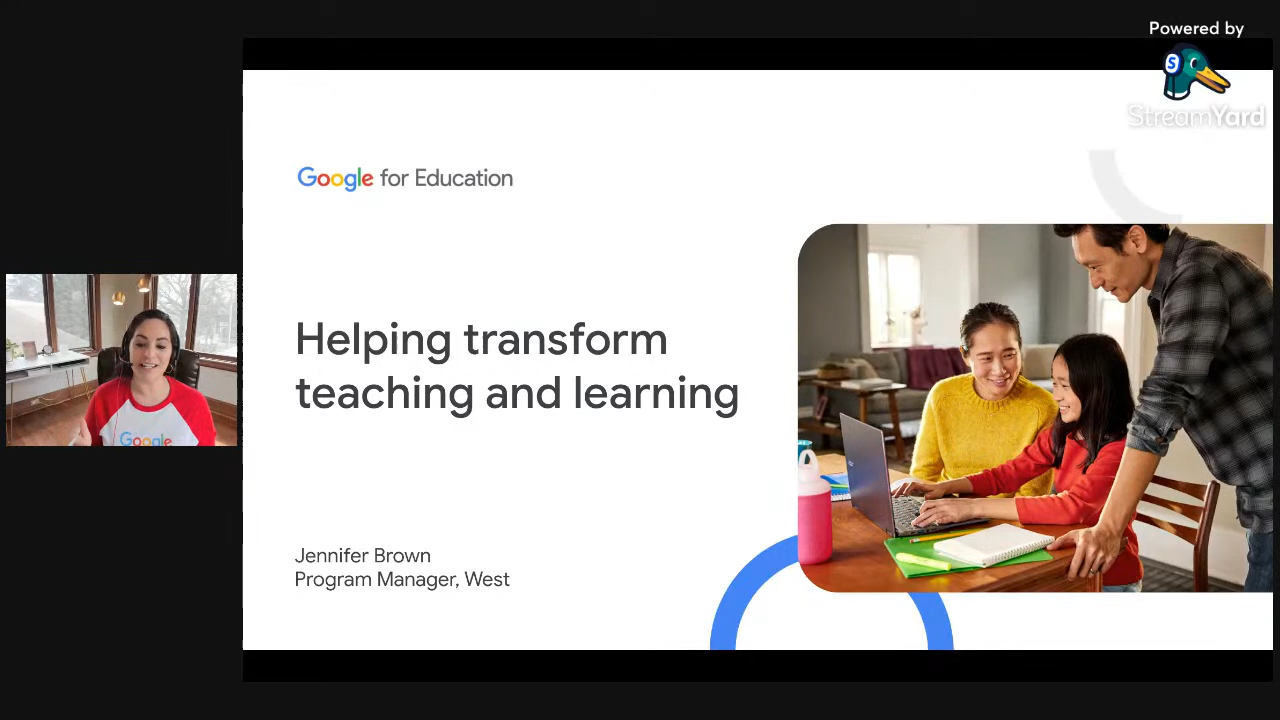 Powered by
S
StreamYard
Google for Education
Helping transform
teaching and learning
Google
Jennifer Brown
Program Manager, West